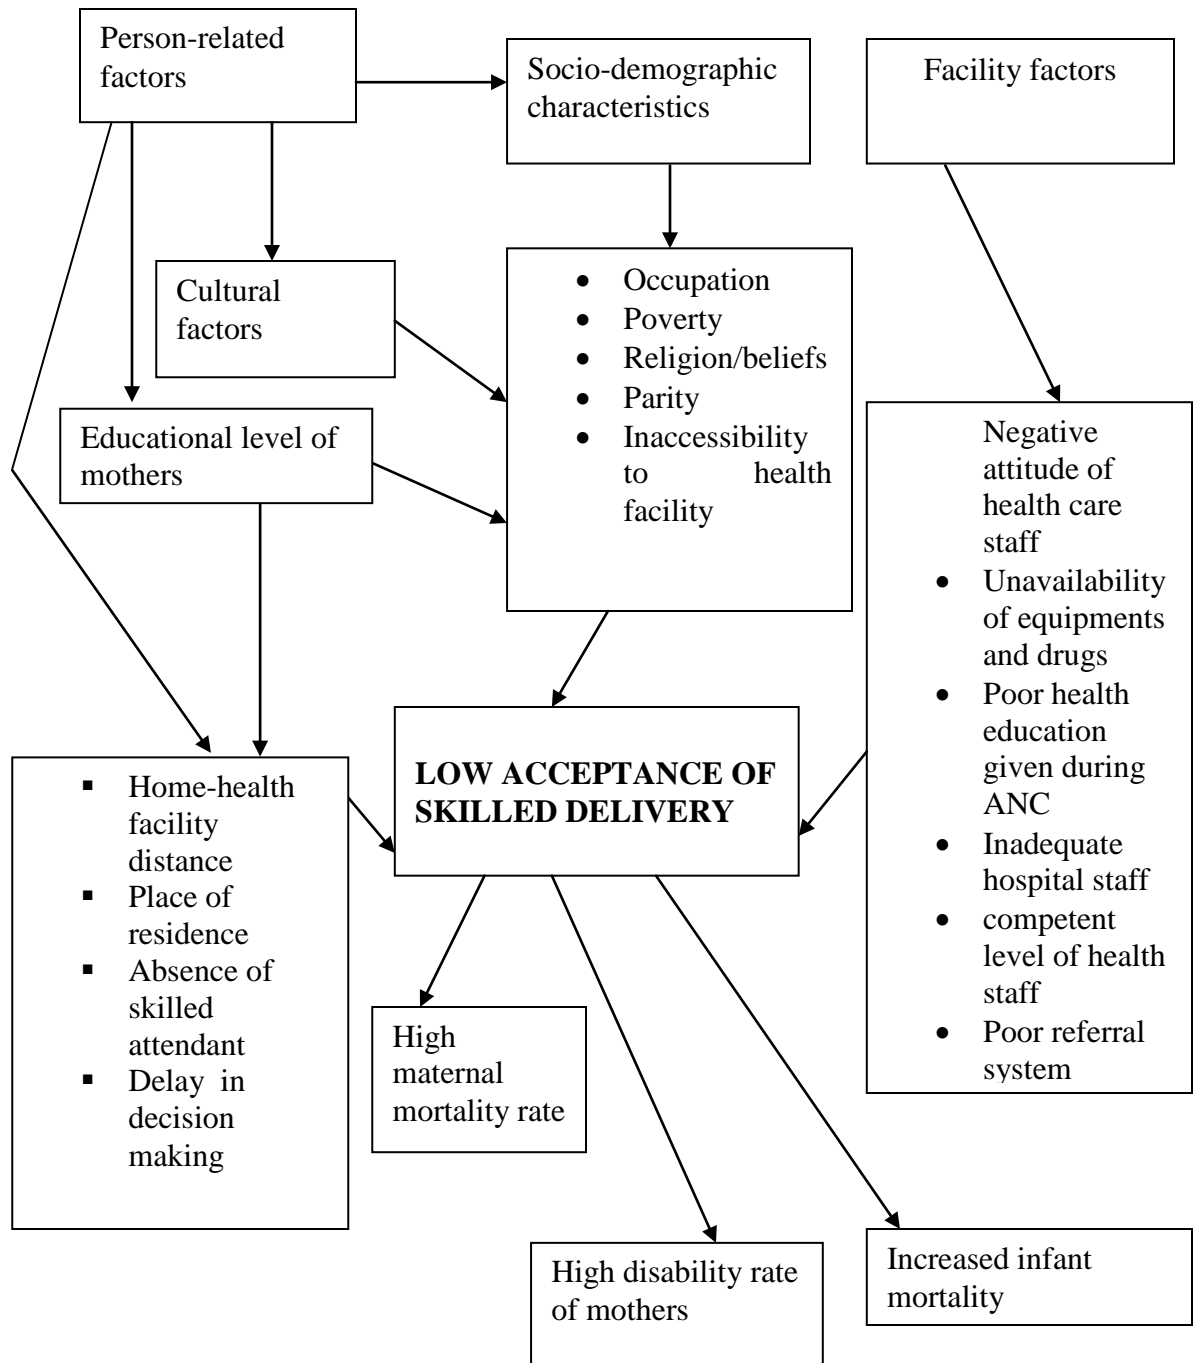 Person-related
factors
Socio-demographic
characteristics
Facility factors
Cultural
factors
• Occupation
• Poverty
• Religion/beliefs
• Parity
• Inaccessibility
to health
facility
Educational level of
mothers
Negative
attitude of
health care
staff
• Unavailability
of equipments
and drugs
• Poor health
education
given during
ANC
• Inadequate
hospital staff
• competent
level of health
staff
• Poor referral
system
LOW ACCEPTANCE OF
SKILLED DELIVERY
▪ Home-health
facility
distance
▪ Place of
residence
▪ Absence of
skilled
attendant
▪ Delay in
decision
making
High
maternal
mortality rate
High disability rate
of mothers
Increased infant
mortality